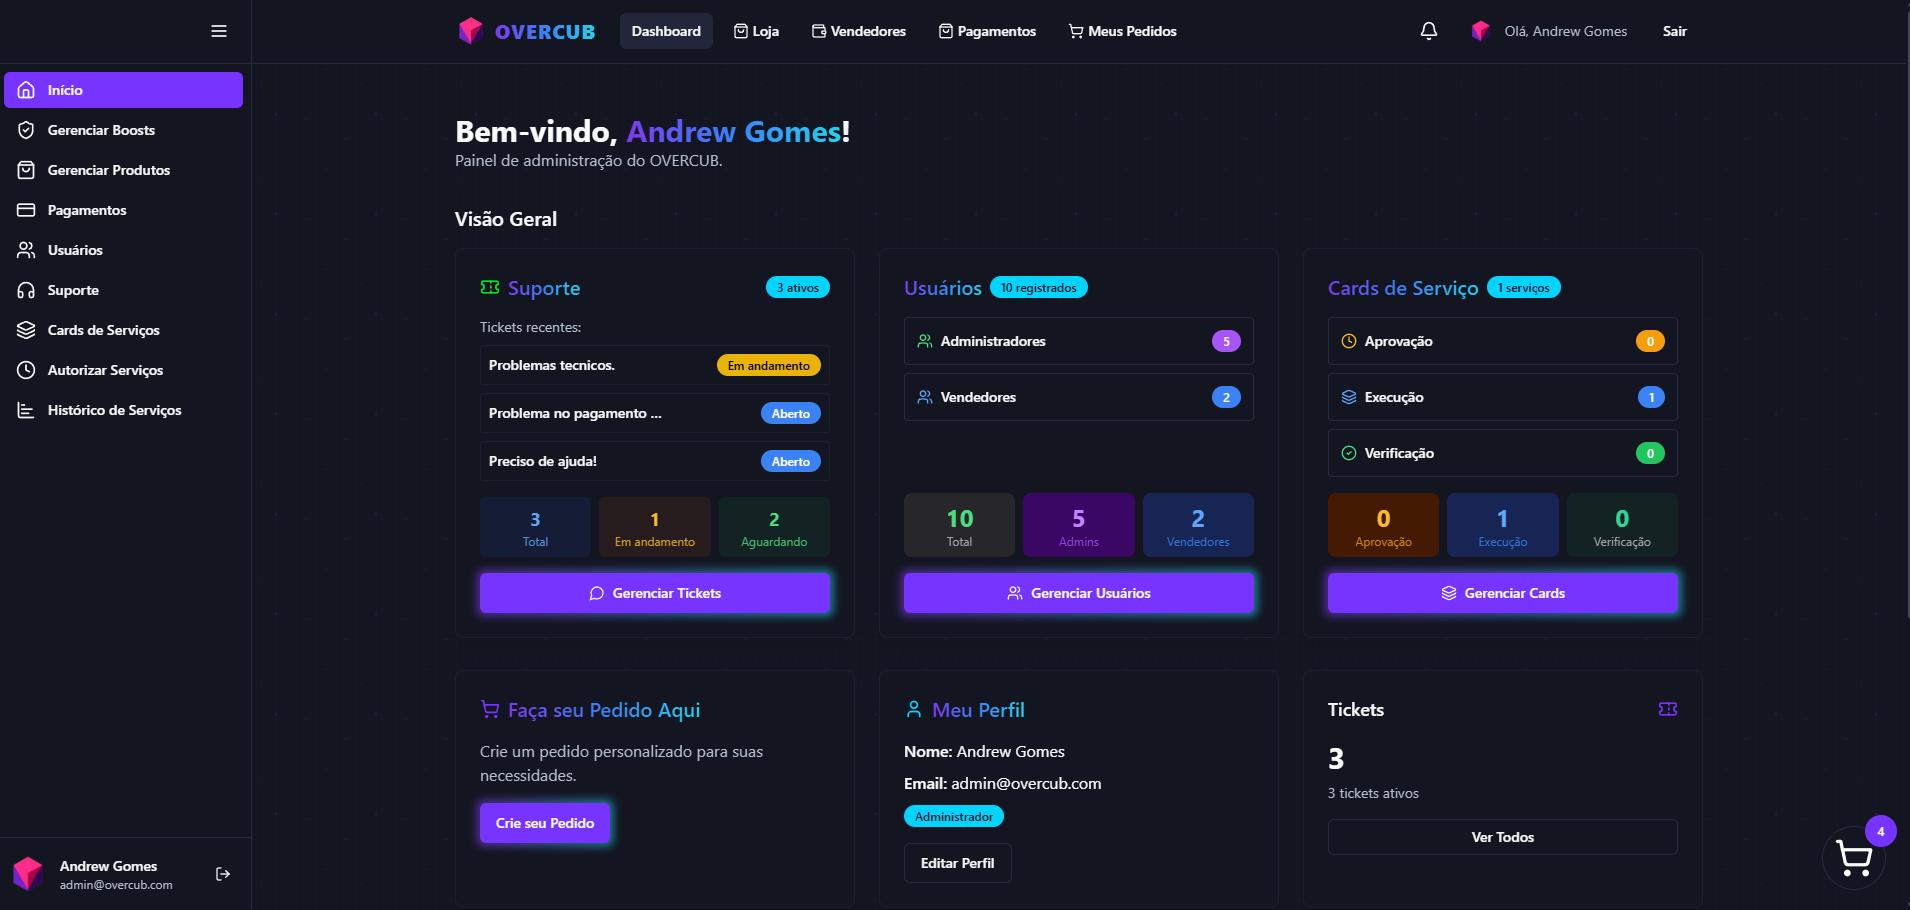 OVERCUB
Dashboard
Loja
Vendedores
Pagamentos
Meus Pedidos
Olá, Andrew Gomes
Sair
Início
Gerenciar Boosts
Gerenciar Produtos
Pagamentos
Usuários
Suporte
Cards de Serviços
Autorizar Serviços
Histórico de Serviços
Andrew Gomes
admin@overcub.com
Bem-vindo, Andrew Gomes!
Painel de administração do OVERCUB.
Visão Geral
Suporte
3 ativos
Tickets recentes:
Problemas tecnicos.
Em andamento
Problema no pagamento ...
Aberto
Preciso de ajuda!
Aberto
3
Total
1
Em andamento
2
Aguardando
Gerenciar Tickets
Usuários
10 registrados
Administradores
5
Vendedores
2
10
Total
5
Admins
2
Vendedores
Gerenciar Usuários
Cards de Serviço
1 serviços
Aprovação
0
Execução
1
Verificação
0
0
Aprovação
1
Execução
0
Verificação
Gerenciar Cards
Faça seu Pedido Aqui
Crie um pedido personalizado para suas
necessidades.
Crie seu Pedido
Meu Perfil
Nome: Andrew Gomes
Email: admin@overcub.com
Administrador
Editar Perfil
Tickets
3
3 tickets ativos
Ver Todos
4